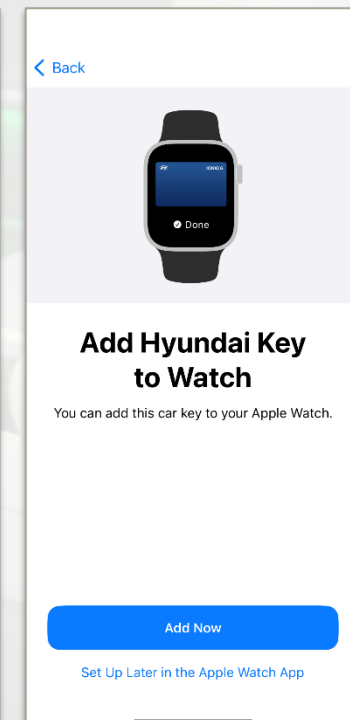 Back
IONIQ 6
Done
Add Hyundai Key
to Watch
You can add this car key to your Apple Watch.
Add Now
Set Up Later in the Apple Watch App